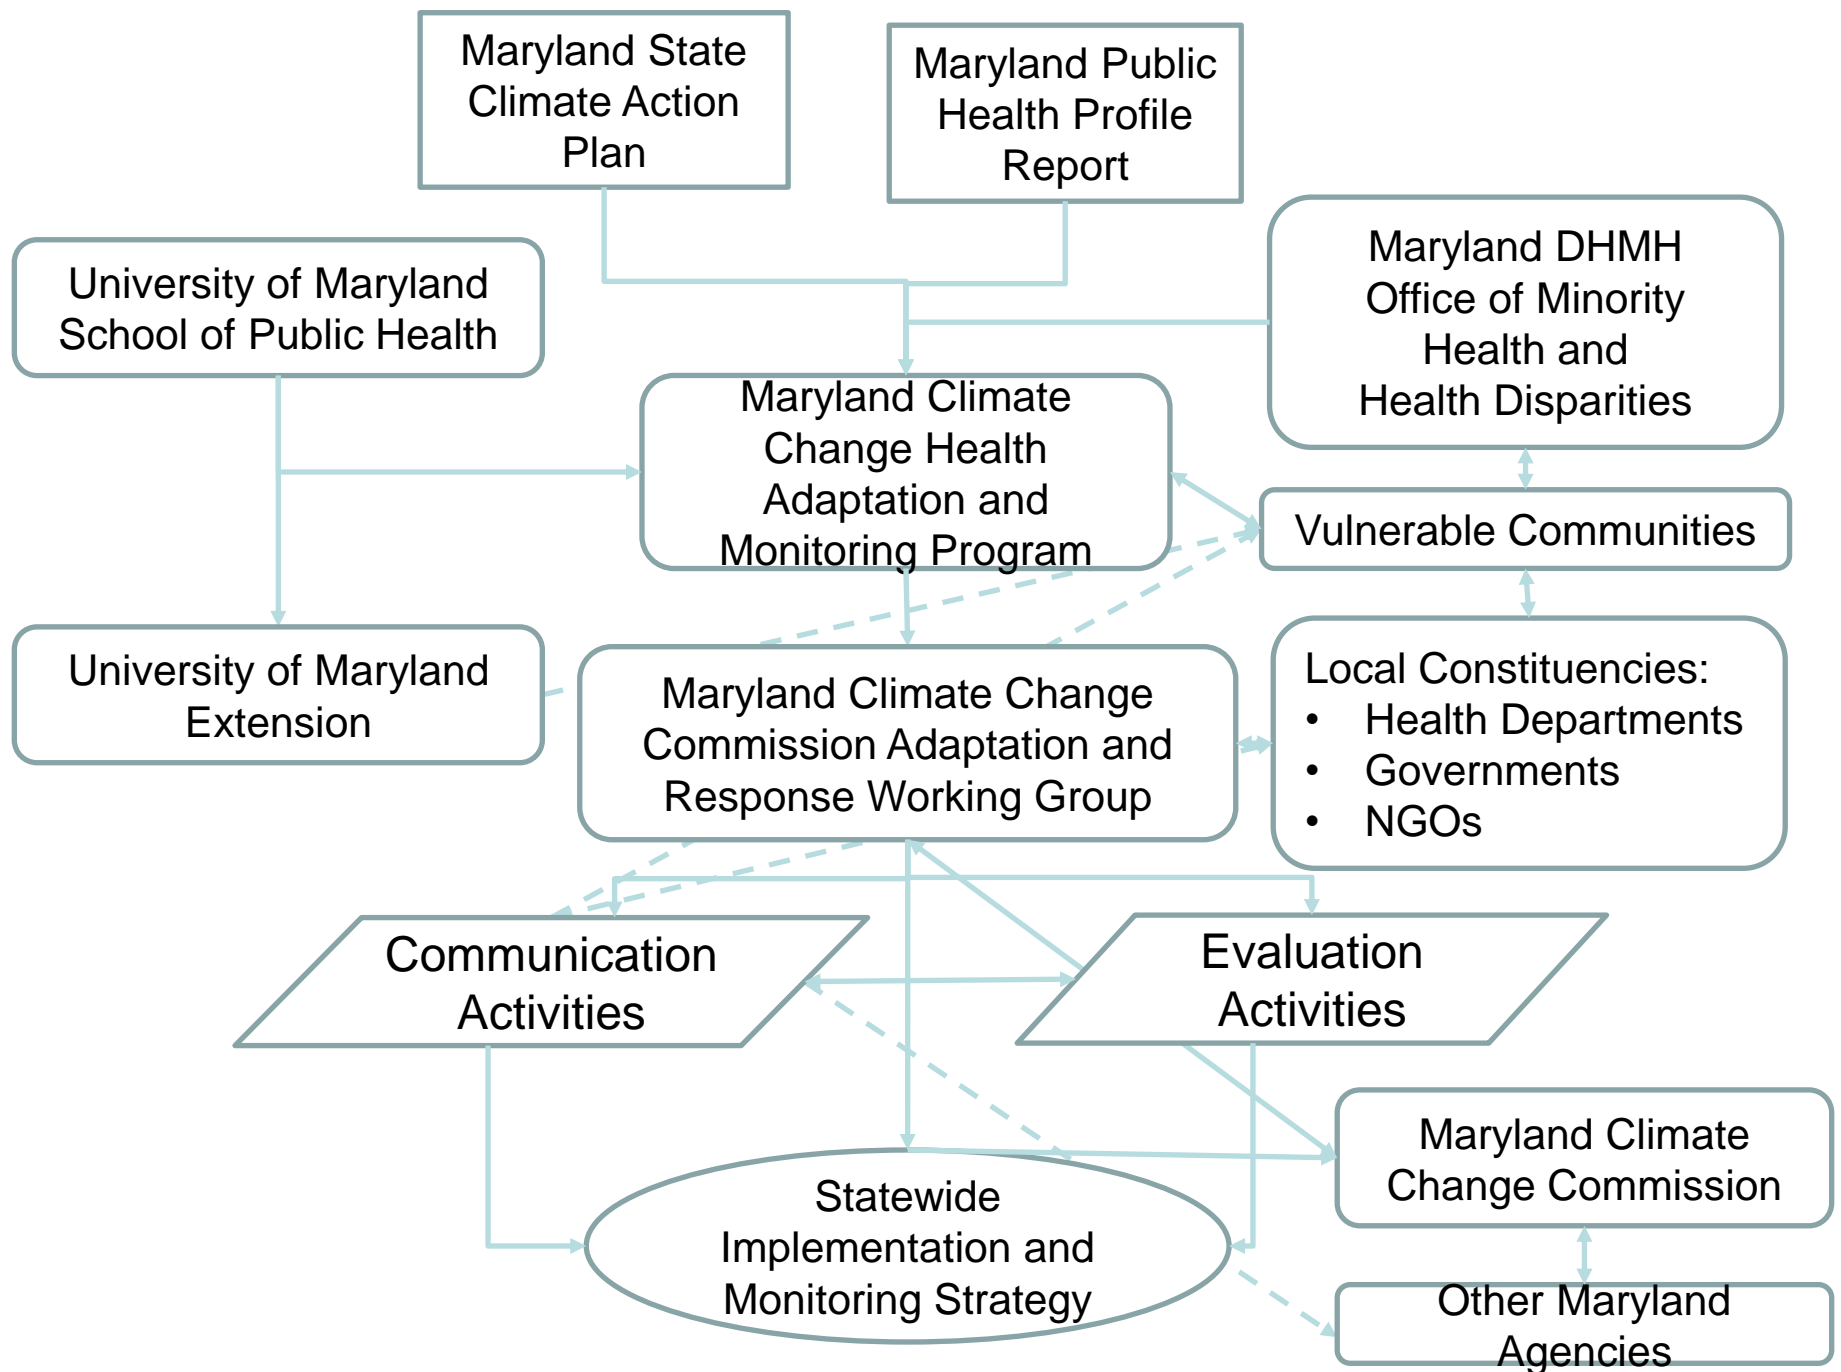 Maryland State
Climate Action
Plan
Maryland Public
Health Profile
Report
University of Maryland
School of Public Health
Maryland DHMH
Office of Minority
Health and
Health Disparities
Maryland Climate
Change Health
Adaptation and
Monitoring Program
Vulnerable Communities
University of Maryland
Extension
Maryland Climate Change
Commission Adaptation and
Response Working Group
Local Constituencies:
• Health Departments
• Governments
• NGOs
Communication
Activities
Evaluation
Activities
Maryland Climate
Change Commission
Statewide
Implementation and
Monitoring Strategy
Other Maryland
Agencies